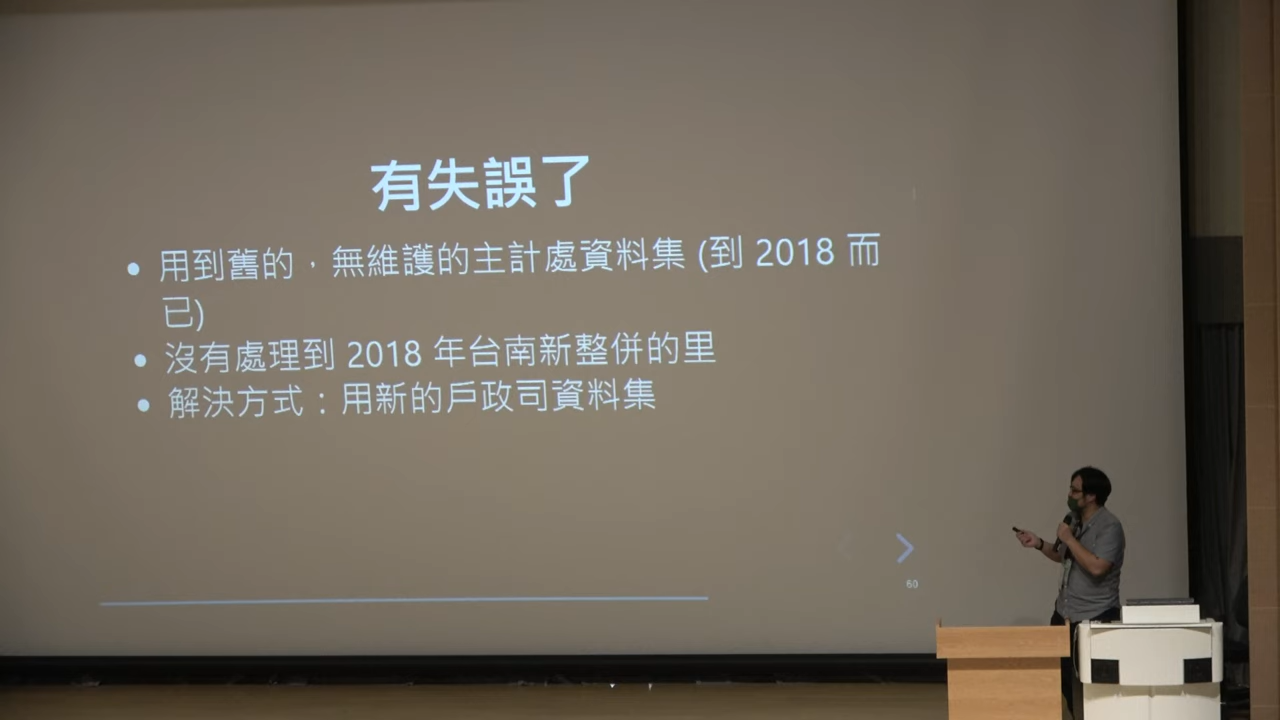 有失誤了
• 用到舊的，無維護的主計處資料集 (到 2018 而
已)
• 沒有處理到 2018 年台南新整併的里
• 解決方式：用新的戶政司資料集
60